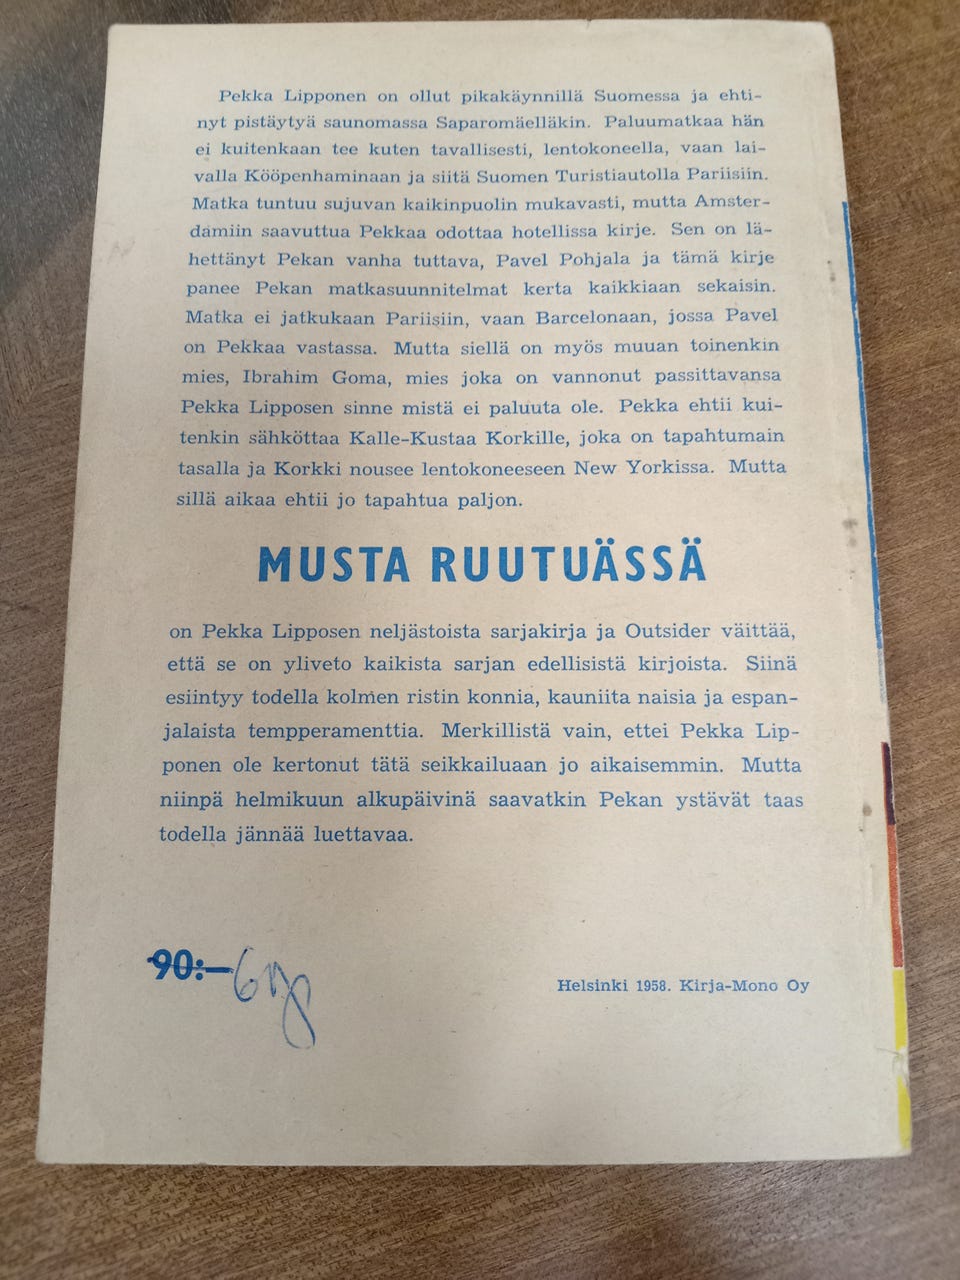 Pekka Lipponen on ollut pikakäynnillä Suomessa ja ehti-
nyt pistäytyä saunomassa Saparomäelläkin. Paluumatkaa hän
ei kuitenkaan tee kuten tavallisesti, lentokoneella, vaan lai-
valla Kööpenhaminaan ja siitä Suomen Turistiautolla Pariisiin.
Matka tuntuu sujuvan kaikinpuolin mukavasti, mutta Amster-
damiin saavuttua Pekkaa odottaa hotellissa kirje. Sen on lä-
hettänyt Pekan vanha tuttava, Pavel Pohjala ja tämä kirje
panee Pekan matkasuunnitelmat kerta kaikkiaan sekaisin.
Matka ei jatkukaan Pariisiin, vaan Barcelonaan, jossa Pavel
on Pekkaa vastassa. Mutta siellä on myös muuan toinenkin
mies, Ibrahim Goma, mies joka on vannonut passittavansa
Pekka Lipposen sinne mistä ei paluuta ole. Pekka ehtii kui-
tenkin sähköttaa Kalle-Kustaa Korkille, joka on tapahtumain
tasalla ja Korkki nousee lentokoneeseen New Yorkissa. Mutta
sillä aikaa ehtii jo tapahtua paljon.
MUSTA RUUTUÄSSÄ
on Pekka Lipposen neljästoista sarjakirja ja Outsider väittää,
että se on yliveto kaikista sarjan edellisistä kirjoista. Siinä
esiintyy todella kolmen ristin konnia, kauniita naisia ja espan-
jalaista tempperamenttia. Merkillistä vain, ettei Pekka Lip-
ponen ole kertonut tätä seikkailuaan jo aikaisemmin. Mutta
niinpä helmikuun alkupäivinä saavatkin Pekan ystävät taas
todella jännää luettavaa.
90:—
Helsinki 1958. Kirja-Mono Oy